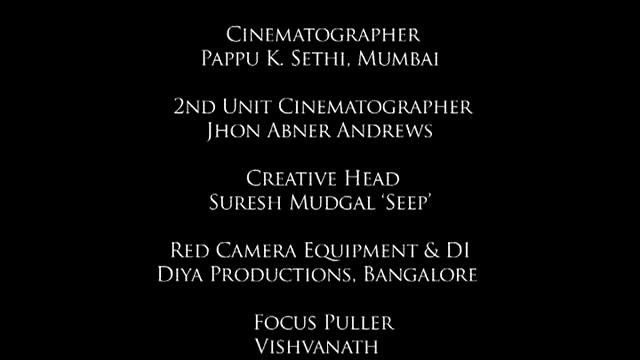 Cinematographer
Pappu K. Sethi, Mumbai
2nd Unit Cinematographer
Jhon Abner Andrews
Creative Head
Suresh Mudgal ‘Seep’
Red Camera Equipment & DI
Diya Productions, Bangalore
Focus Puller
Vishvanath